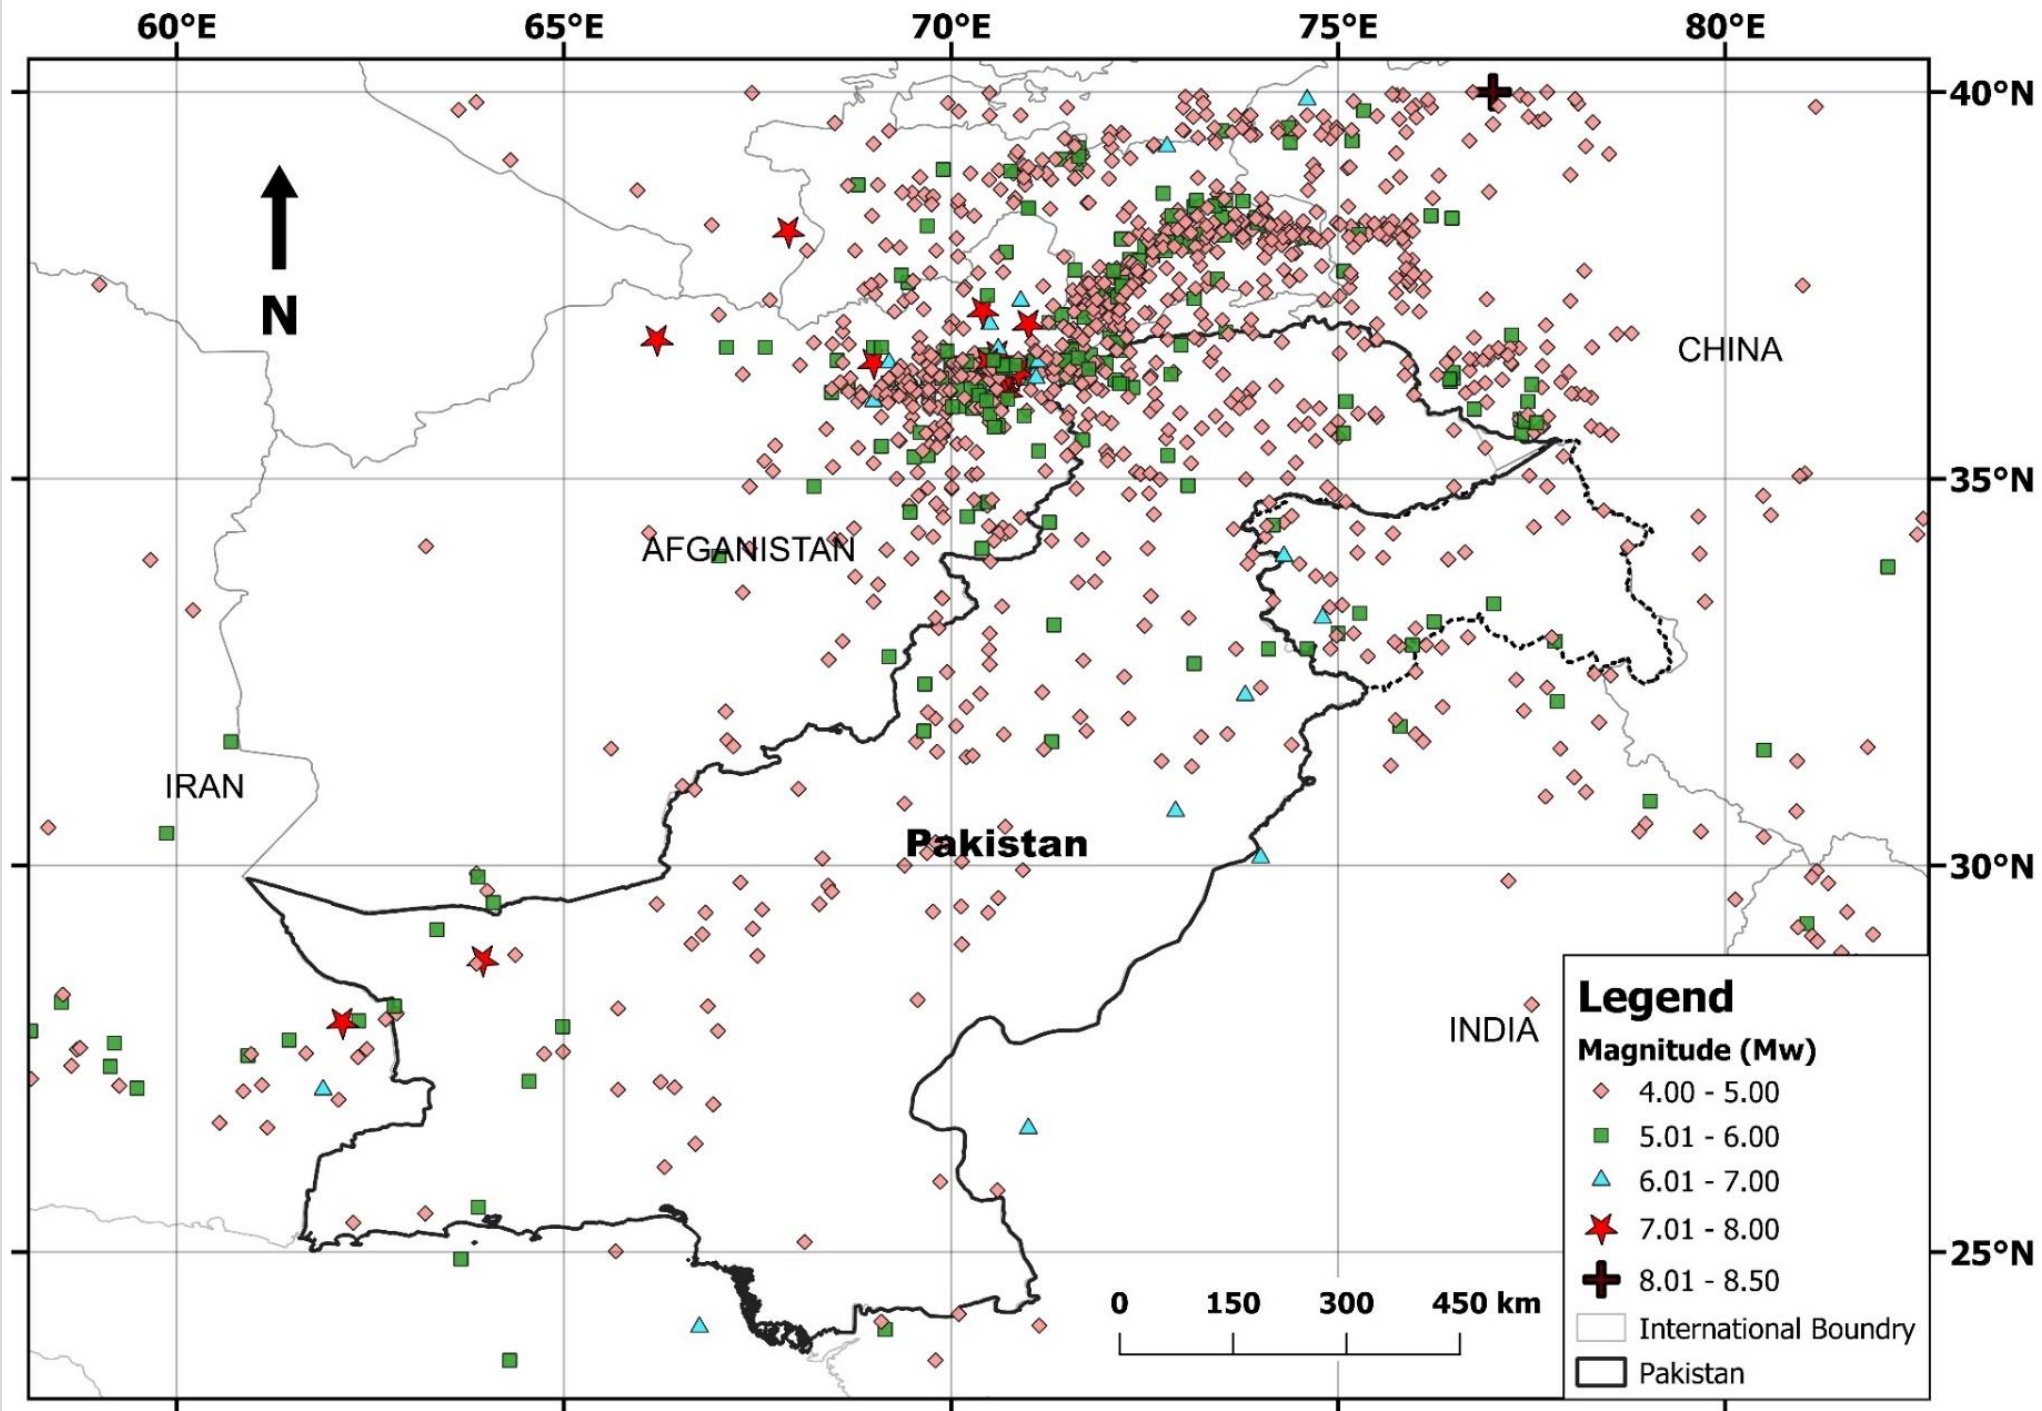 60°E 65°E 70°E 75°E 80°E
40°N
N
CHINA
35°N
AFGANISTAN
IRAN
Pakistan
30°N
INDIA
25°N
0 150 300 450 km
Legend
Magnitude (Mw)
4.00 - 5.00
5.01 - 6.00
6.01 - 7.00
7.01 - 8.00
8.01 - 8.50
International Boundry
Pakistan